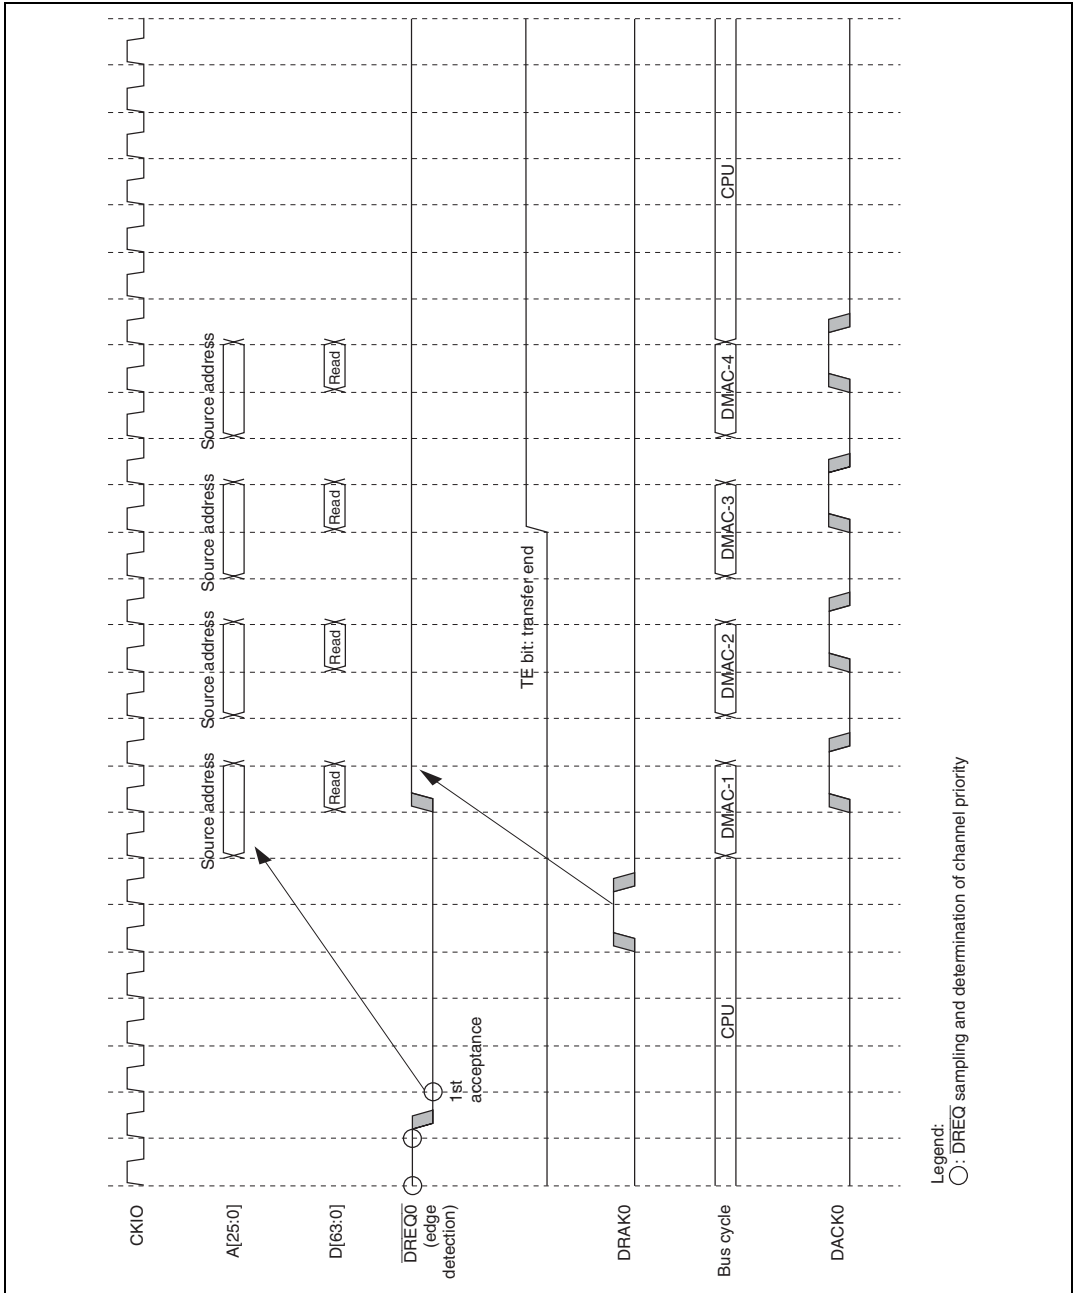 CKIO
A[25:0]
Source address
Source address
Source address
Source address
D[63:0]
Read
Read
Read
Read
DREQ0
(edge
detection)
1st
acceptance
TE bit: transfer end
DRAK0
Bus cycle
CPU
DMAC-1
DMAC-2
DMAC-3
DMAC-4
CPU
DACK0
Legend:
: DREQ sampling and determination of channel priority